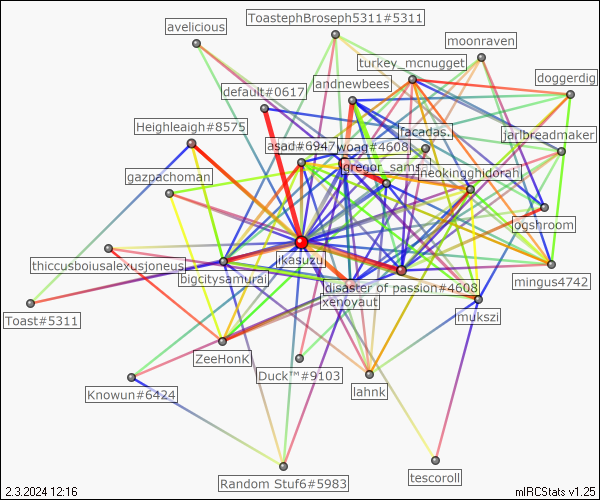 ToastephBroseph5311#5311
avelicious
moonraven
turkey_mcnugget
doggerdig
andnewbees
default#0617
Heighleigh#8575
facadas.
jarlbreadmaker
asad#6947
woag#4608
gregor_samsa
neokingghidorah
gazpachoman
ogshroom
ikasuzu
thiccusboiusalexusjoneus
bigcitysamurai
mingus4742
disaster of passion#4608
xenoyaut
Toast#5311
mukszi
ZeeHonK
Duck™#9103
lahnk
Knowun#6424
Random Stuf6#5983
tescoroll
2.3.2024 12:16
mIRCStats v1.25